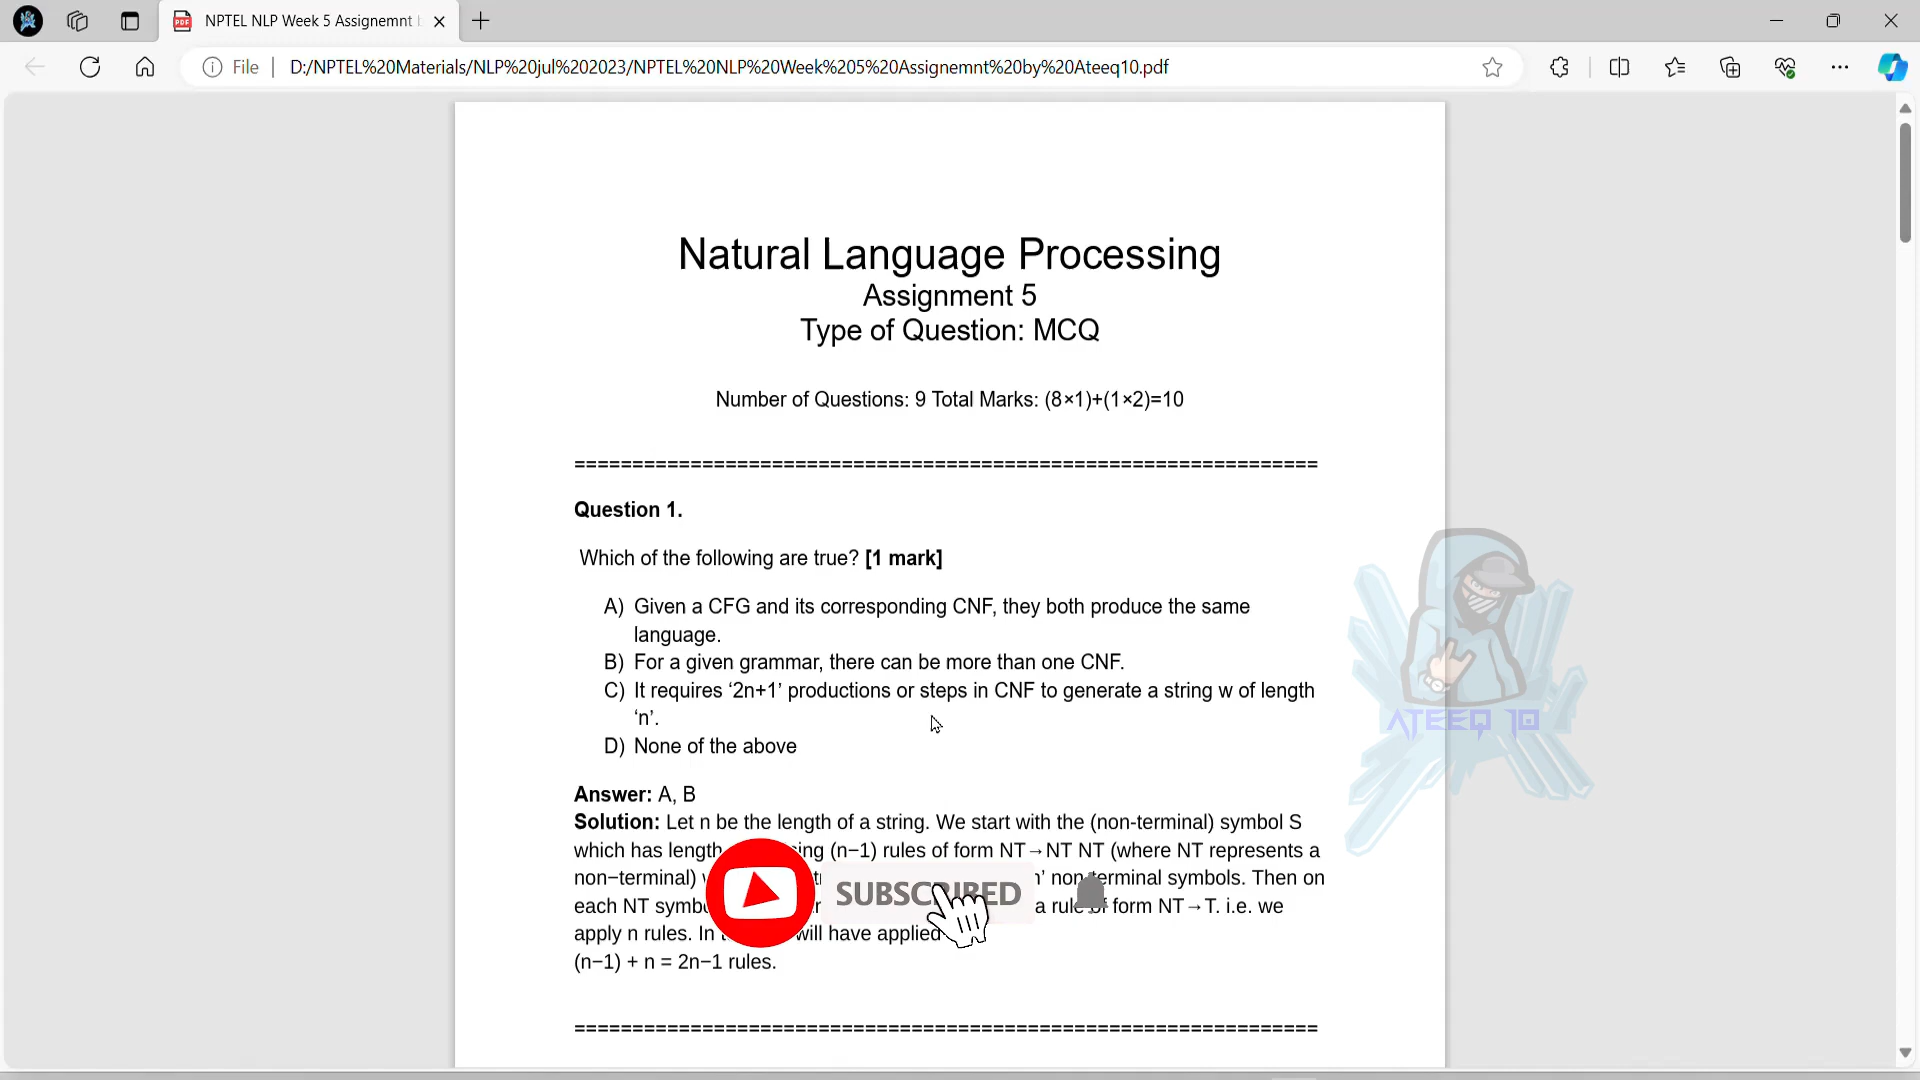 NPTEL NLP Week 5 Assignemnt
File
D:/NPTEL%20Materials/NLP%20jul%202023/NPTEL%20NLP%20Week%205%20Assignemnt%20by%20Ateeq10.pdf
Natural Language Processing
Assignment 5
Type of Question: MCQ
Number of Questions: 9 Total Marks: (8×1)+(1×2)=10
================================================================
Question 1.
Which of the following are true? [1 mark]
A) Given a CFG and its corresponding CNF, they both produce the same
language.
B) For a given grammar, there can be more than one CNF.
C) It requires ‘2n+1’ productions or steps in CNF to generate a string w of length
‘n’.
D) None of the above
ATEEQ 10
Answer: A, B
Solution: Let n be the length of a string. We start with the (non-terminal) symbol S
which has length (n−1) rules of form NT→NT NT (where NT represents a
non−terminal) non-terminal symbols. Then on
SUBSCRIBED
each NT a rule of form NT→T. i.e. we
apply n rules. In will have applied
(n−1) + n = 2n−1 rules.
================================================================